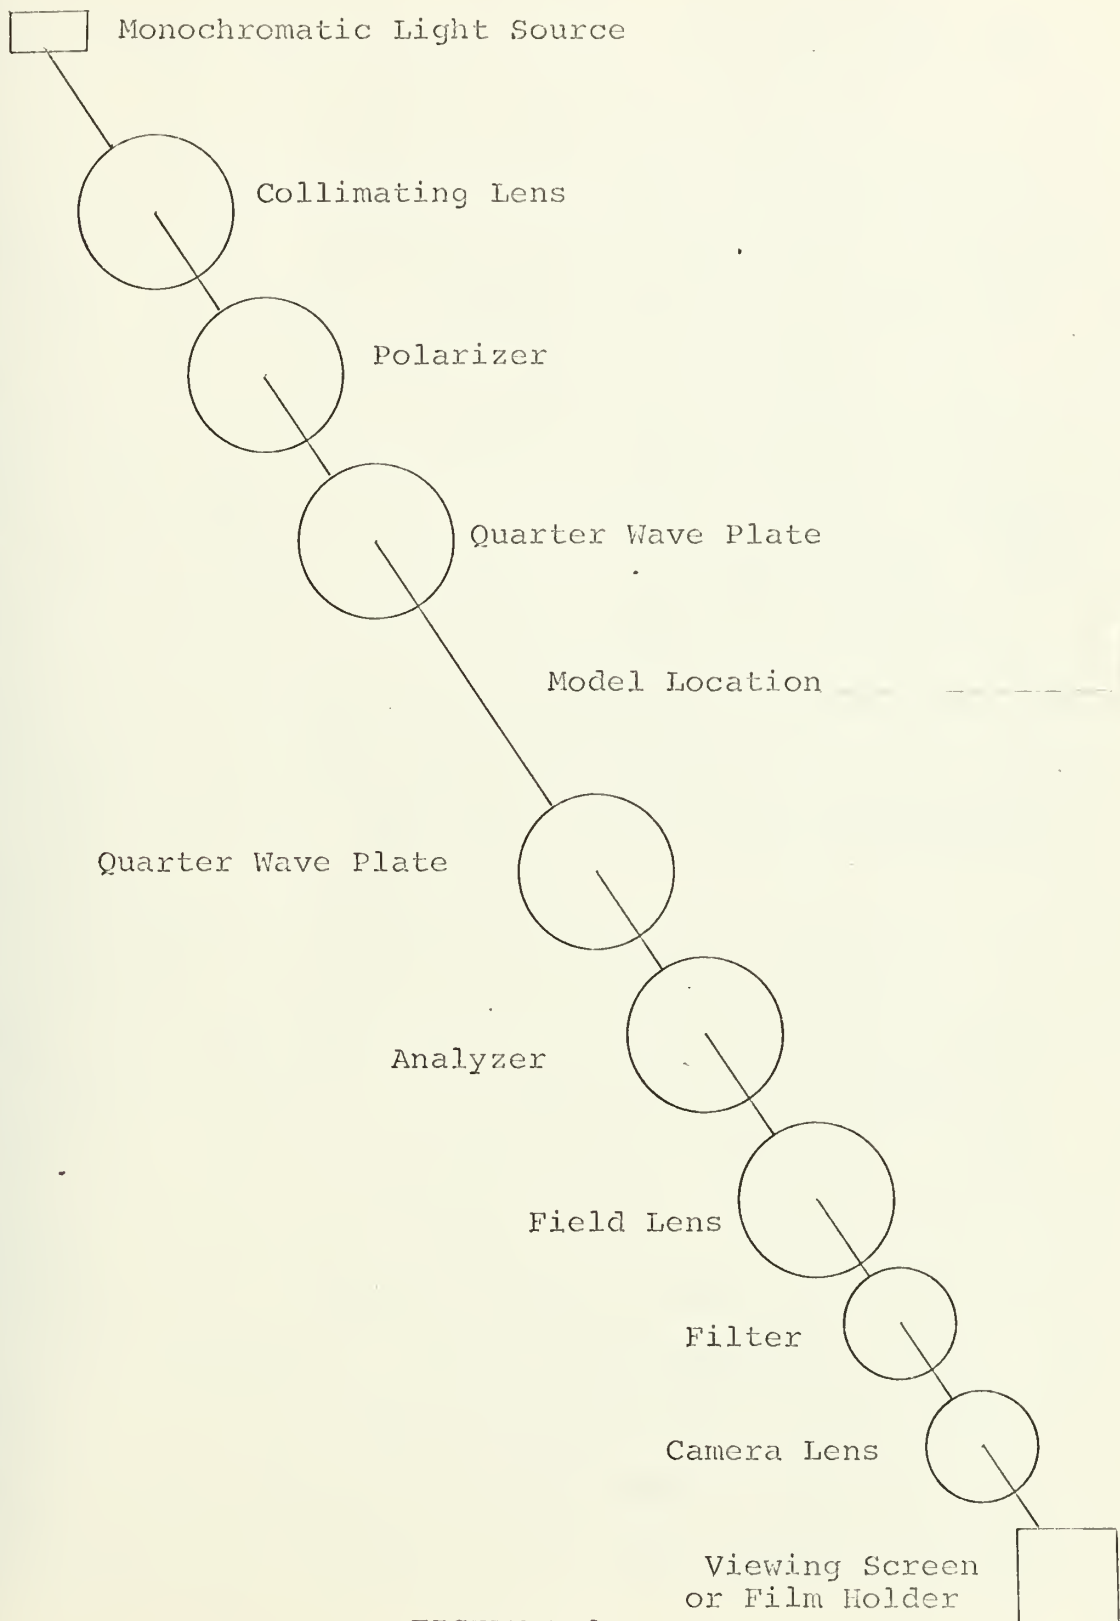 Monochromatic Light Source
Collimating Lens
Polarizer
Quarter Wave Plate
Model Location
Quarter Wave Plate
Analyzer
Field Lens
Filter
Camera Lens
Viewing Screen
or Film Holder